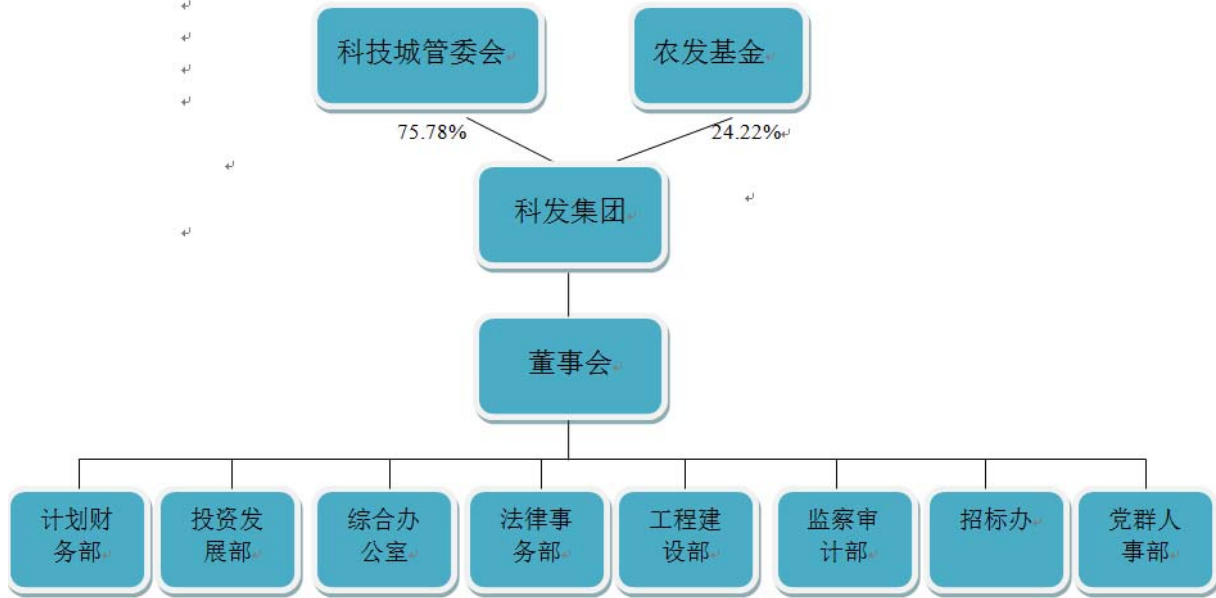 科技城管委会
农发基金
75.78%
24.22%
科发集团
董事会
计划财
务部
投资发
展部
综合办
公室
法律事
务部
工程建
设部
监察审
计部
招标办
党群人
事部